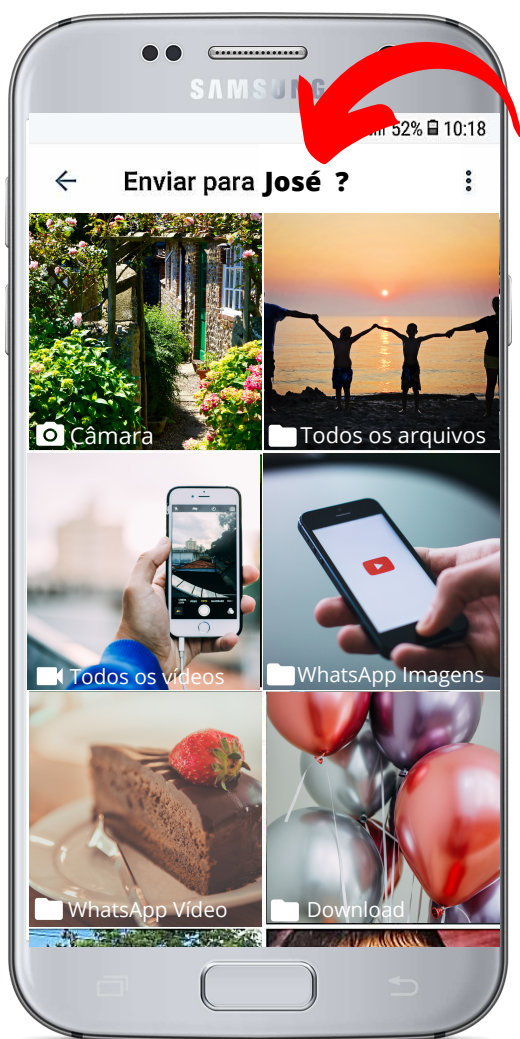 SAMSUNG
52% 10:18
Enviar para José ?
Câmara
Todos os arquivos
Todos os vídeos
WhatsApp Imagens
WhatsApp Vídeo
Download